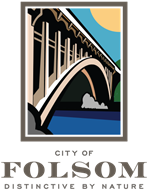 CITY OF
FOLSOM
DISTINCTIVE BY NATURE